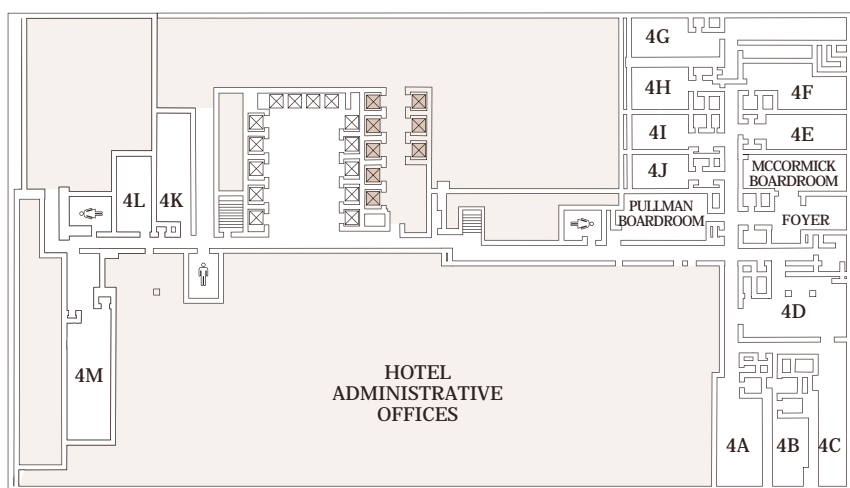 4G
4H
4F
4I
4E
4J
MCCORMICK
BOARDROOM
4L
4K
PULLMAN
BOARDROOM
FOYER
4D
4M
HOTEL
ADMINISTRATIVE
OFFICES
4A
4B
4C